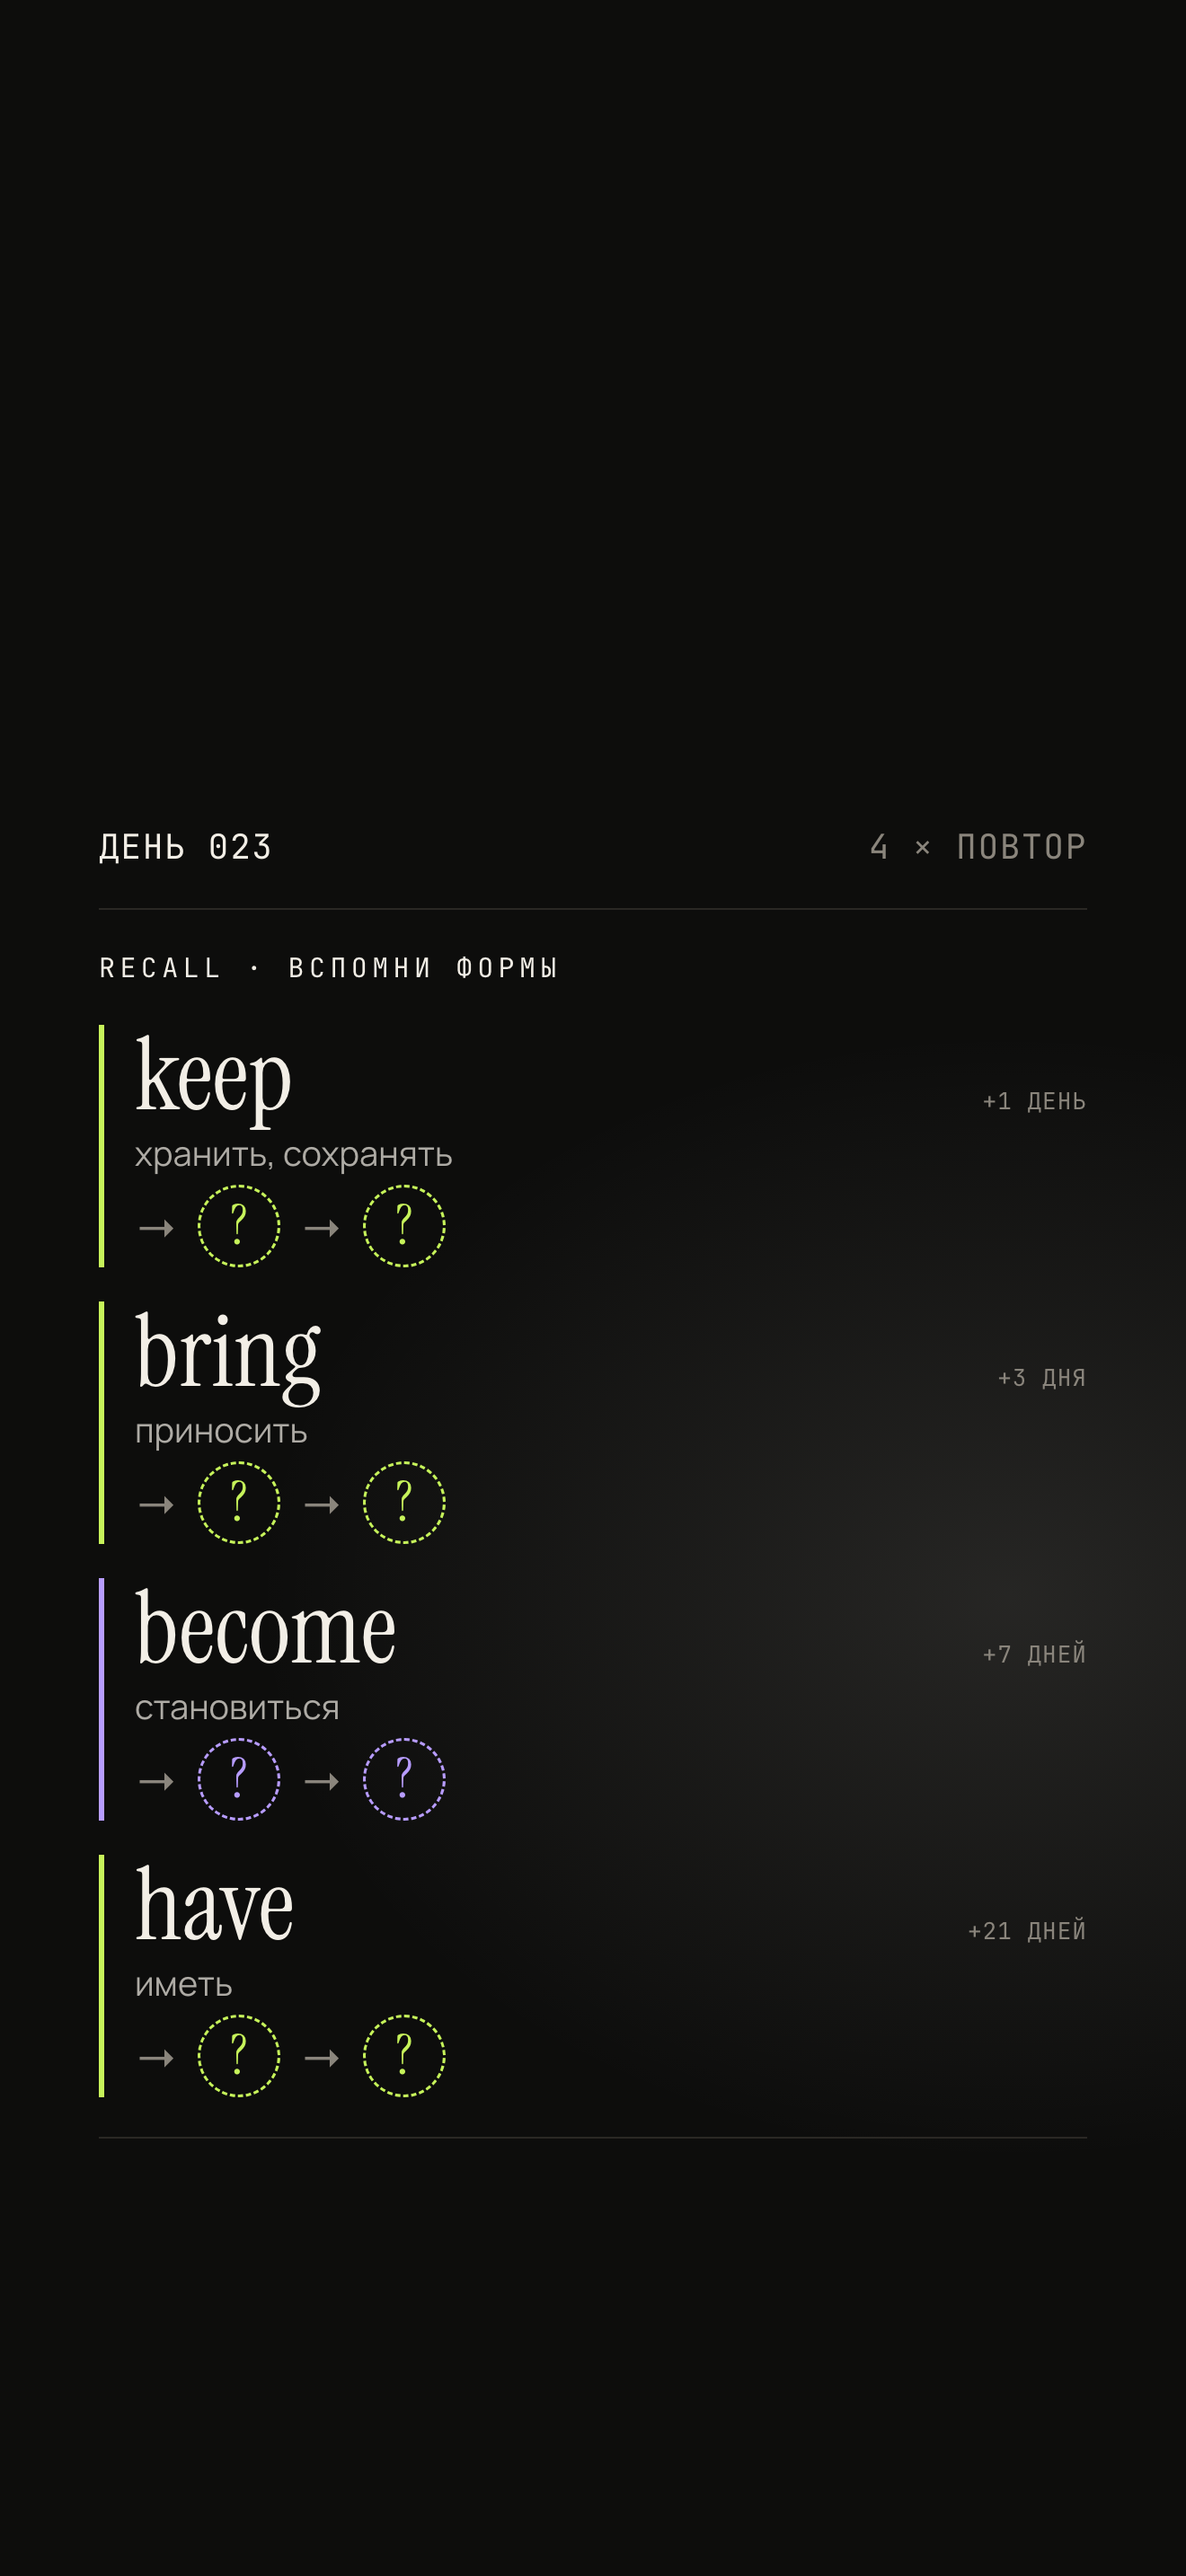 ДЕНЬ 023
4 × ПОВТОР
RECALL · ВСПОМНИ ФОРМЫ
keep
+1 ДЕНЬ
хранить, сохранять
→ ? → ?
bring
+3 ДНЯ
приносить
→ ? → ?
become
+7 ДНЕЙ
становиться
→ ? → ?
have
+21 ДНЕЙ
иметь
→ ? → ?